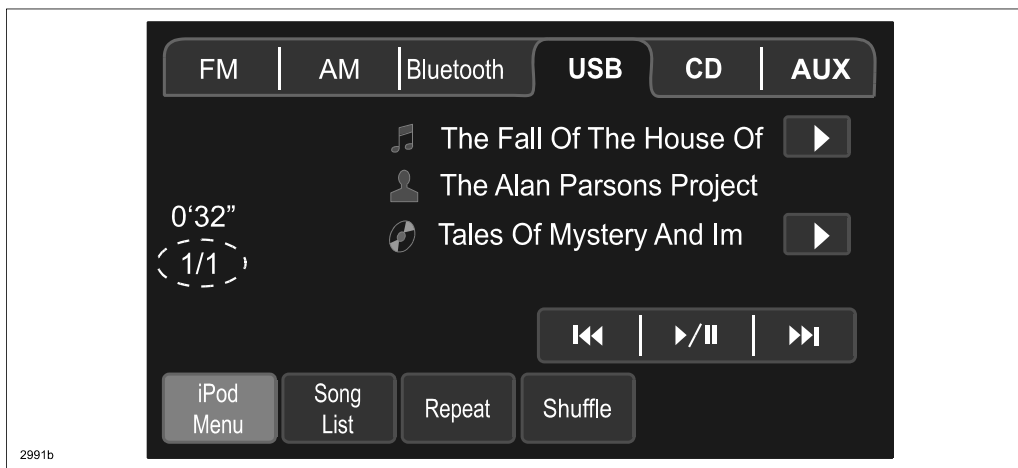 FM AM Bluetooth USB CD AUX
The Fall Of The House Of
The Alan Parsons Project
0‘32”
Tales Of Mystery And Im
1/1
iPod Menu
Song List
Repeat
Shuffle
2991b